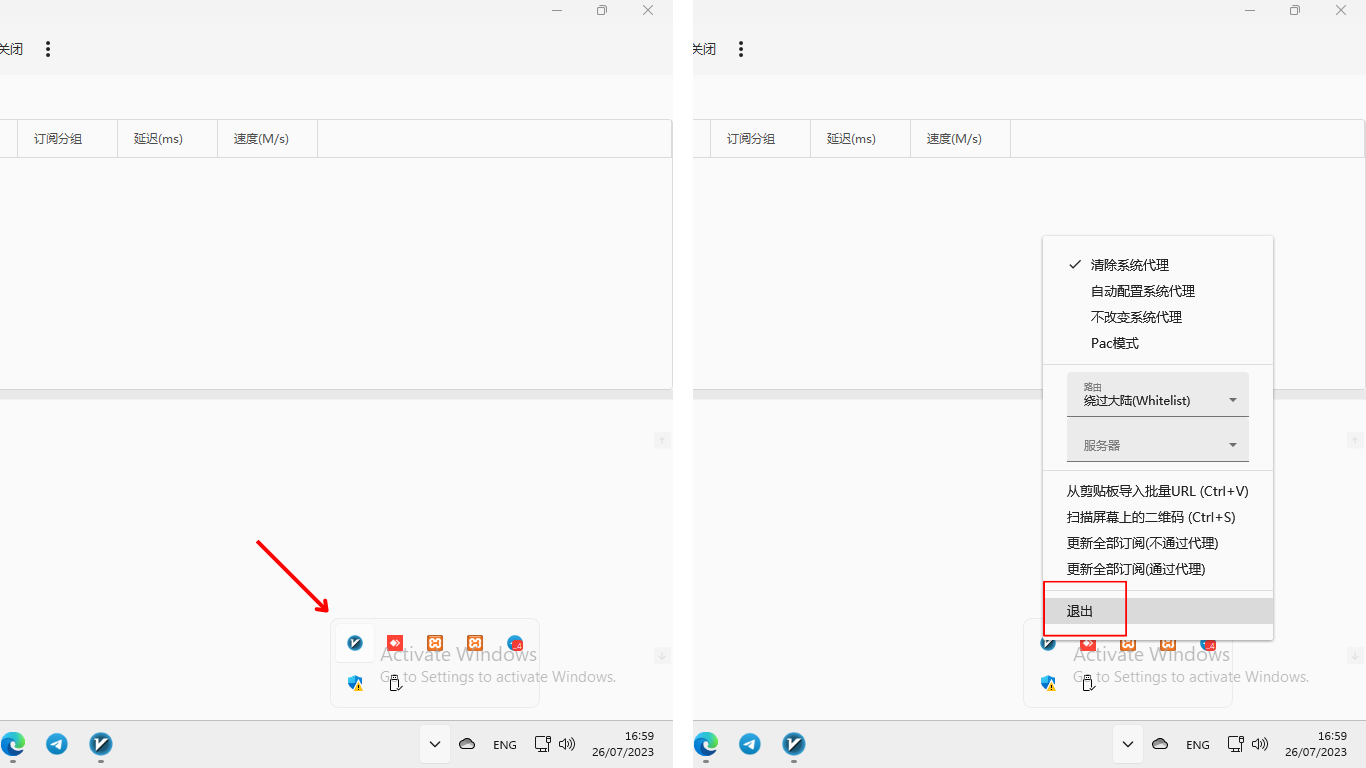 关闭
订阅分组 延迟(ms) 速度(M/s)
Activate Windows
Go to Settings to activate Windows.
ENG
16:59
26/07/2023
关闭
订阅分组 延迟(ms) 速度(M/s)
清除系统代理
自动配置系统代理
不改变系统代理
Pac模式
路由
绕过大陆(Whitelist)
服务器
从剪贴板导入批量URL (Ctrl+V)
扫描屏幕上的二维码 (Ctrl+S)
更新全部订阅(不通过代理)
更新全部订阅(通过代理)
退出
Activate Windows
Go to Settings to activate Windows.
ENG
16:59
26/07/2023